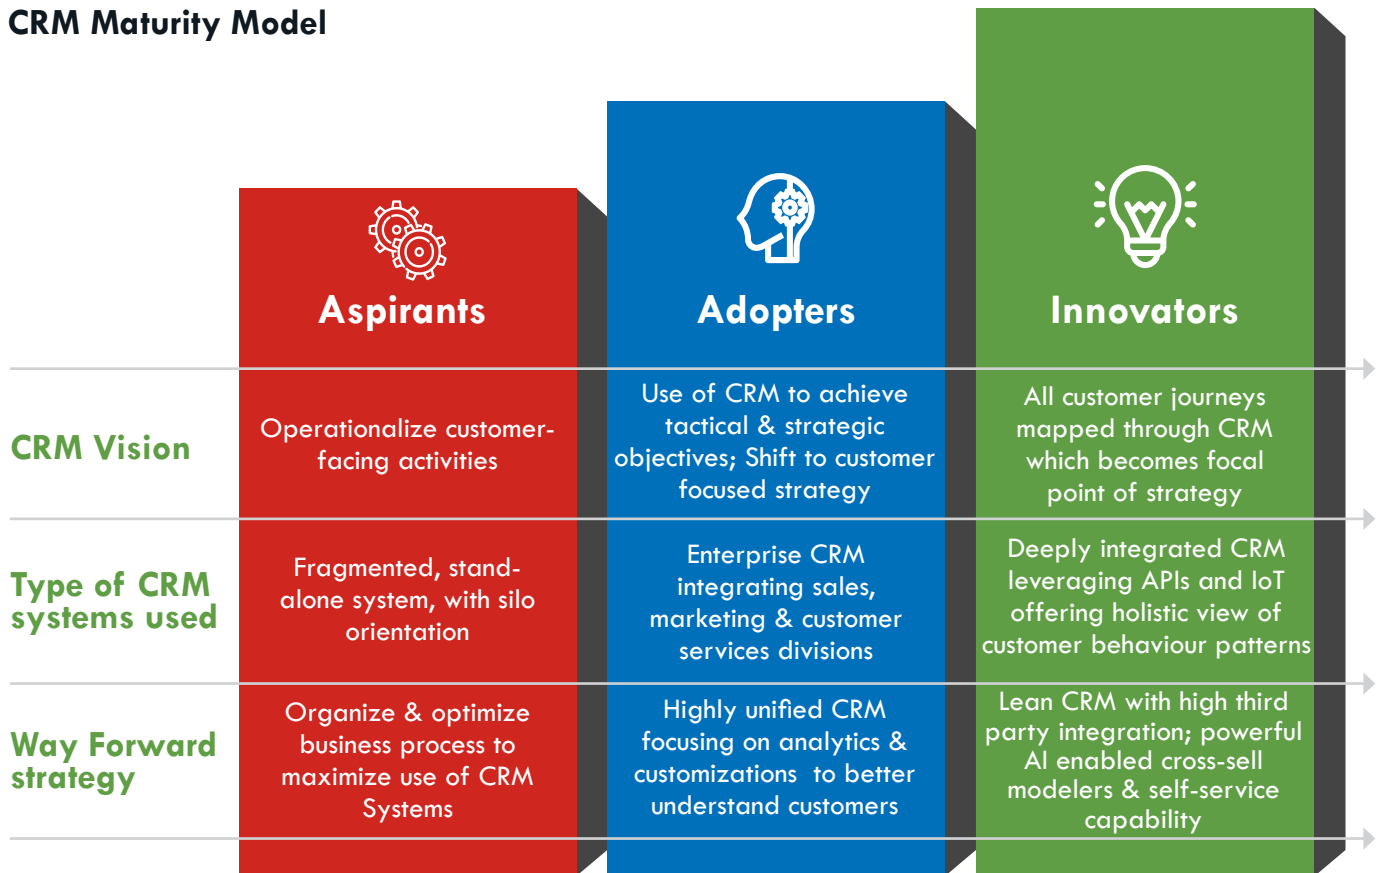 CRM Maturity Model
Aspirants
Adopters
Innovators
CRM Vision
Operationalize customer-
facing activities
Use of CRM to achieve
tactical & strategic
objectives; Shift to customer
focused strategy
All customer journeys
mapped through CRM
which becomes focal
point of strategy
Type of CRM
systems used
Fragmented, stand-
alone system, with silo
orientation
Enterprise CRM
integrating sales,
marketing & customer
services divisions
Deeply integrated CRM
leveraging APIs and IoT
offering holistic view of
customer behaviour patterns
Way Forward
strategy
Organize & optimize
business process to
maximize use of CRM
Systems
Highly unified CRM
focusing on analytics &
customizations to better
understand customers
Lean CRM with high third
party integration; powerful
AI enabled cross-sell
modelers & self-service
capability